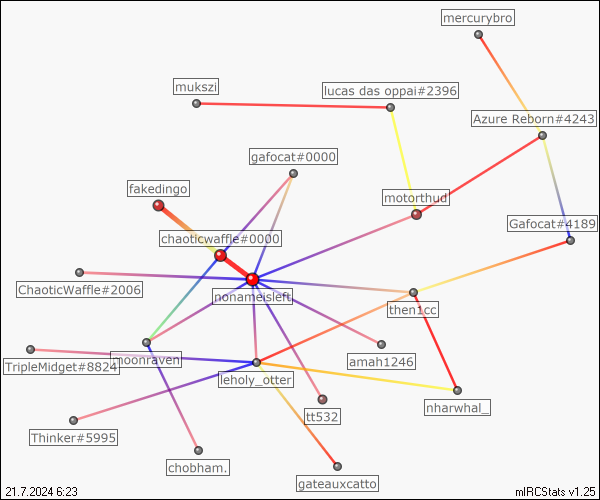 mercurybro
mukszi
lucas das oppai#2396
Azure Reborn#4243
gafocat#0000
fakedingo
motorthud
Gafocat#4189
chaoticwaffle#0000
ChaoticWaffle#2006
nonameisleft
then1cc
moonraven
TripleMidget#8824
amah1246
leholy_otter
nharwhal_
tt532
Thinker#5995
chobham.
gateauxcatto
21.7.2024 6:23
mIRCStats v1.25